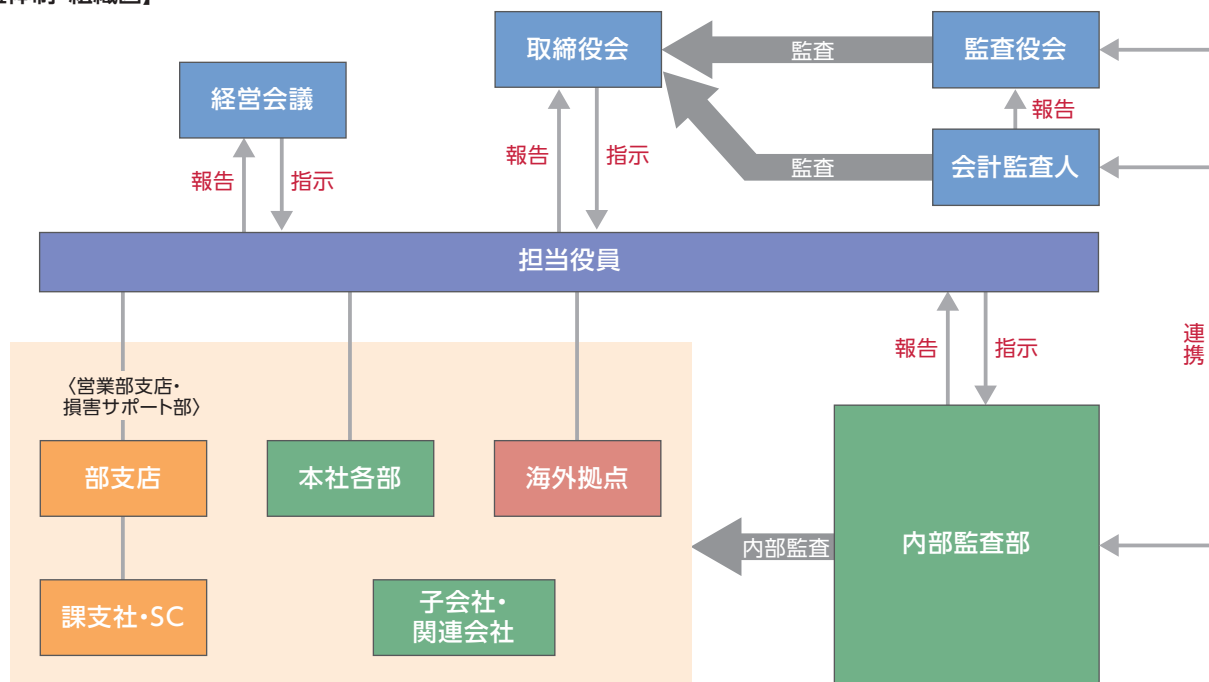 組織図】
取締役会
監査
監査役会
経営会議
報告
会計監査人
報告
指示
監査
報告
指示
担当役員
報告
指示
連
携
〈営業部支店・
損害サポート部〉
部支店
本社各部
海外拠点
内部監査
内部監査部
課支社・SC
子会社・
関連会社